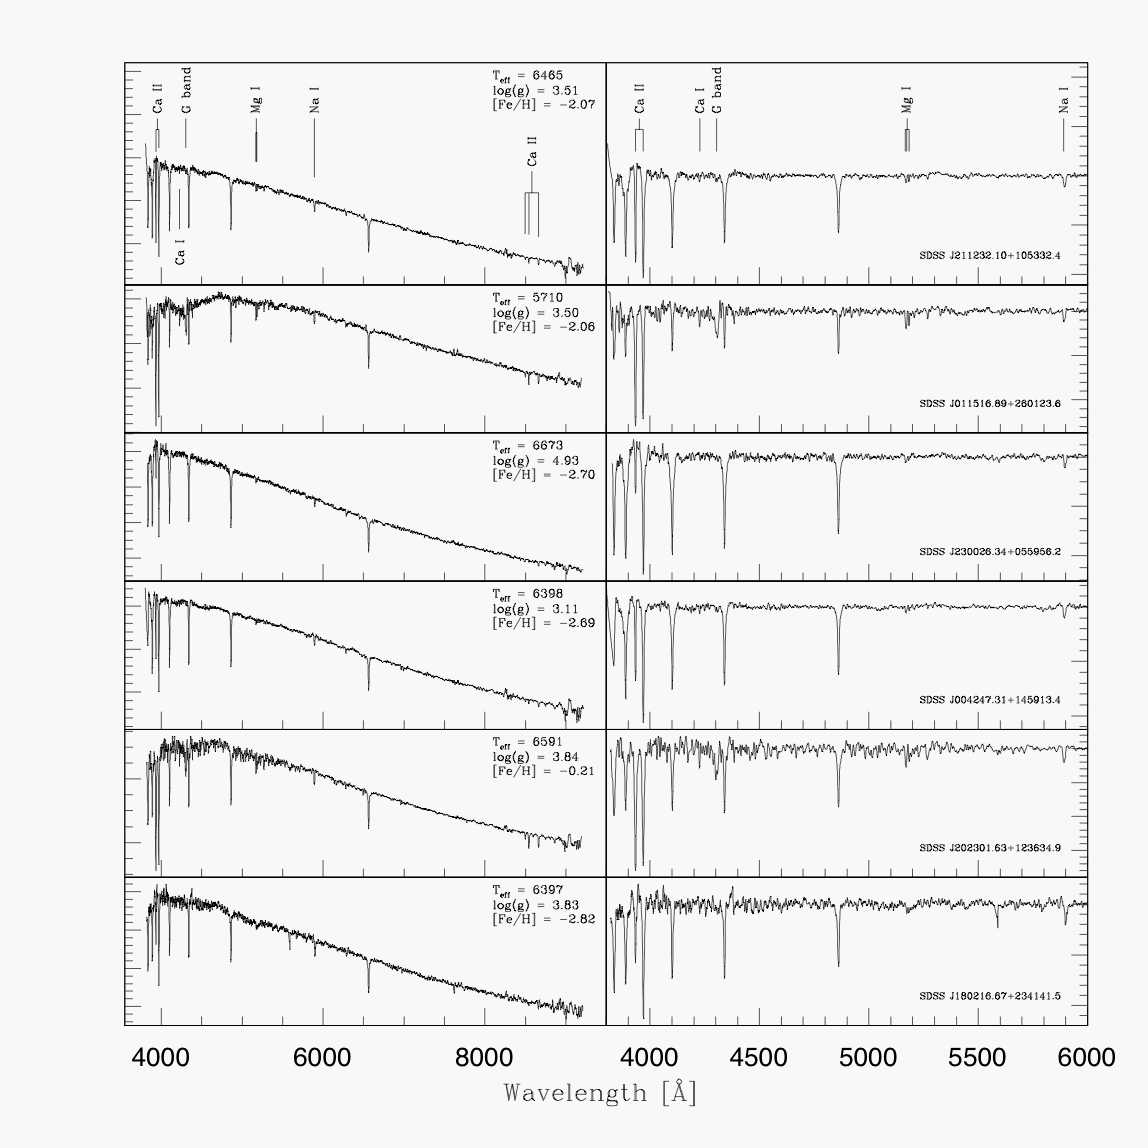 Ca II
G band
Mg I
Na I
Ca I
Ca II
T_eff = 6465
log(g) = 3.51
[Fe/H] = −2.07
Ca II
Ca I
G band
Mg I
Na I
SDSS J211232.10+105332.4
T_eff = 5710
log(g) = 3.50
[Fe/H] = −2.06
SDSS J011516.89+260123.6
T_eff = 6673
log(g) = 4.93
[Fe/H] = −2.70
SDSS J230026.34+055956.2
T_eff = 6398
log(g) = 3.11
[Fe/H] = −2.69
SDSS J004247.31+145913.4
T_eff = 6591
log(g) = 3.84
[Fe/H] = −0.21
SDSS J202301.63+123634.9
T_eff = 6397
log(g) = 3.83
[Fe/H] = −2.82
SDSS J180216.67+234141.5
4000 6000 8000 4000 4500 5000 5500 6000
Wavelength [Å]